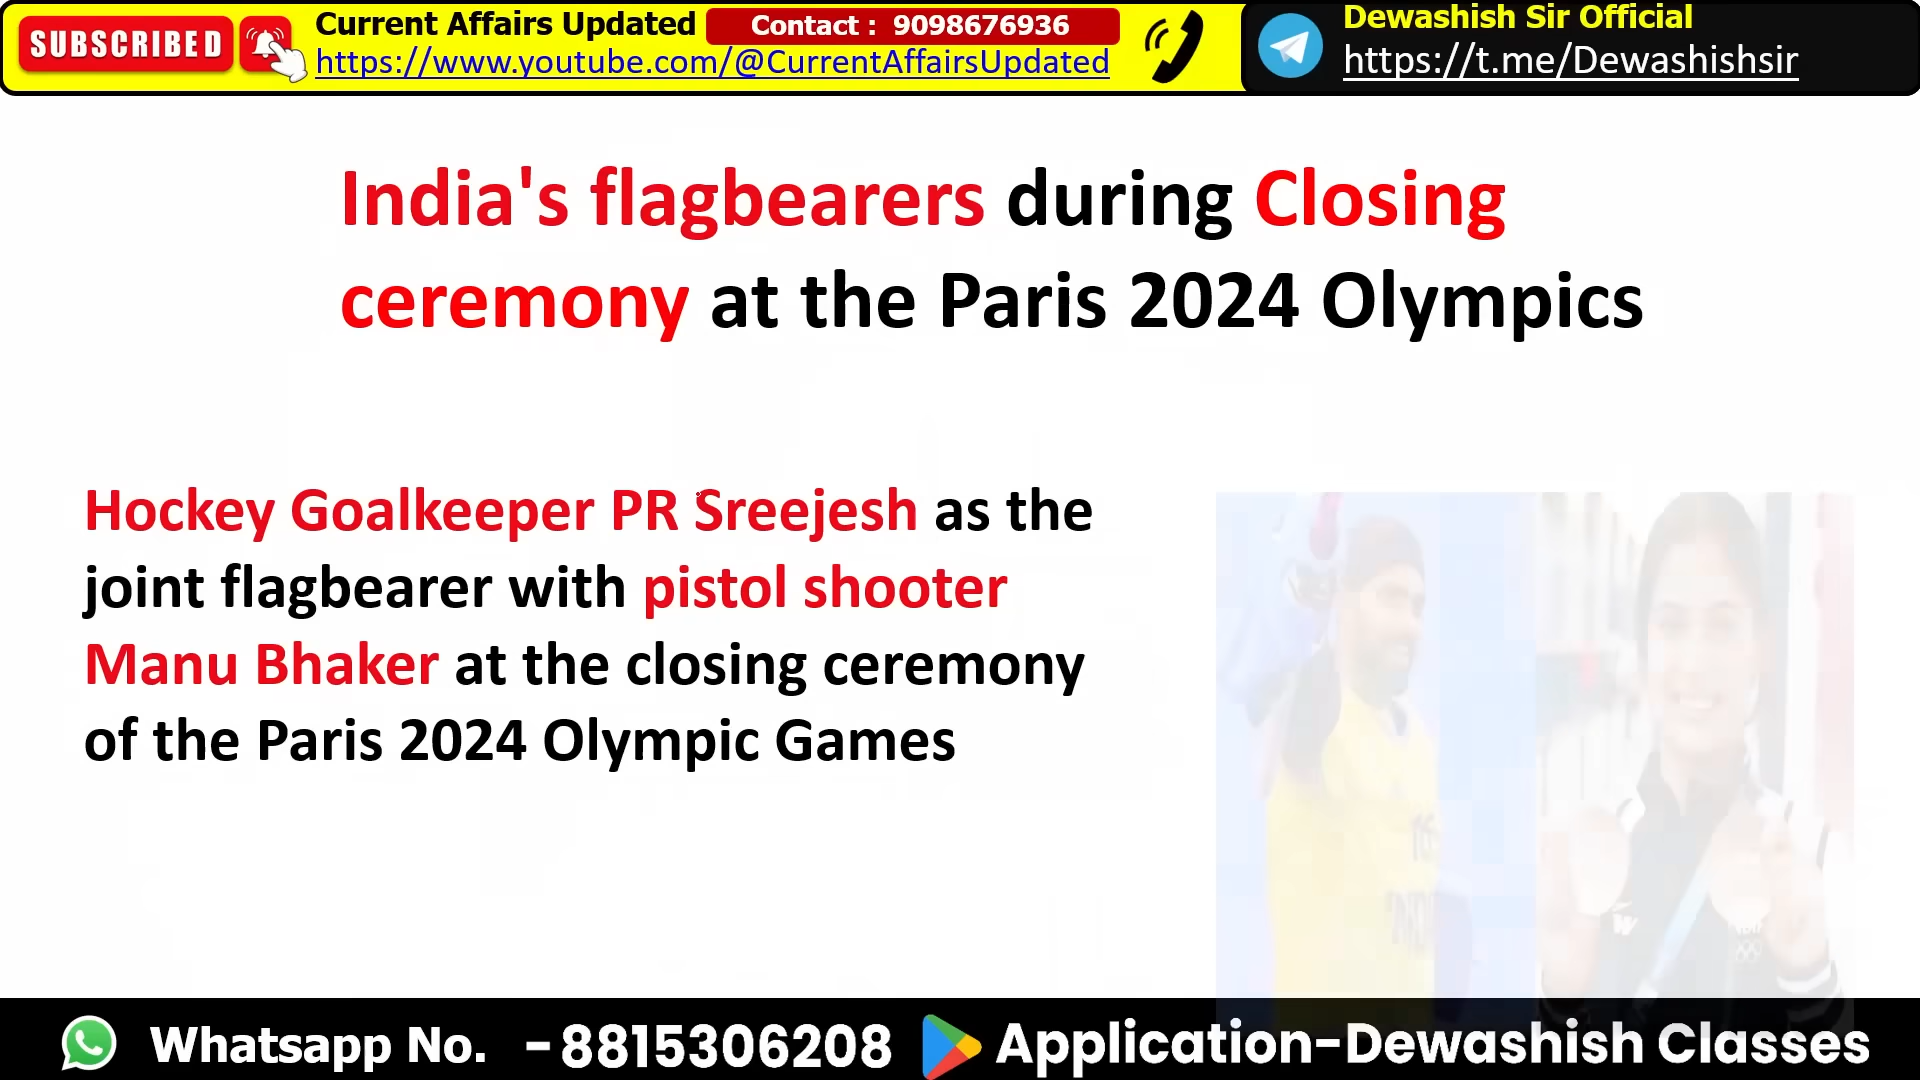 SUBSCRIBED
Current Affairs Updated
Contact : 9098676936
https://www.youtube.com/@CurrentAffairsUpdated
Dewashish Sir Official
https://t.me/Dewashishsir
India's flagbearers during Closing
ceremony at the Paris 2024 Olympics
Hockey Goalkeeper PR Sreejesh as the
joint flagbearer with pistol shooter
Manu Bhaker at the closing ceremony
of the Paris 2024 Olympic Games
16
Whatsapp No. -8815306208
Application-Dewashish Classes